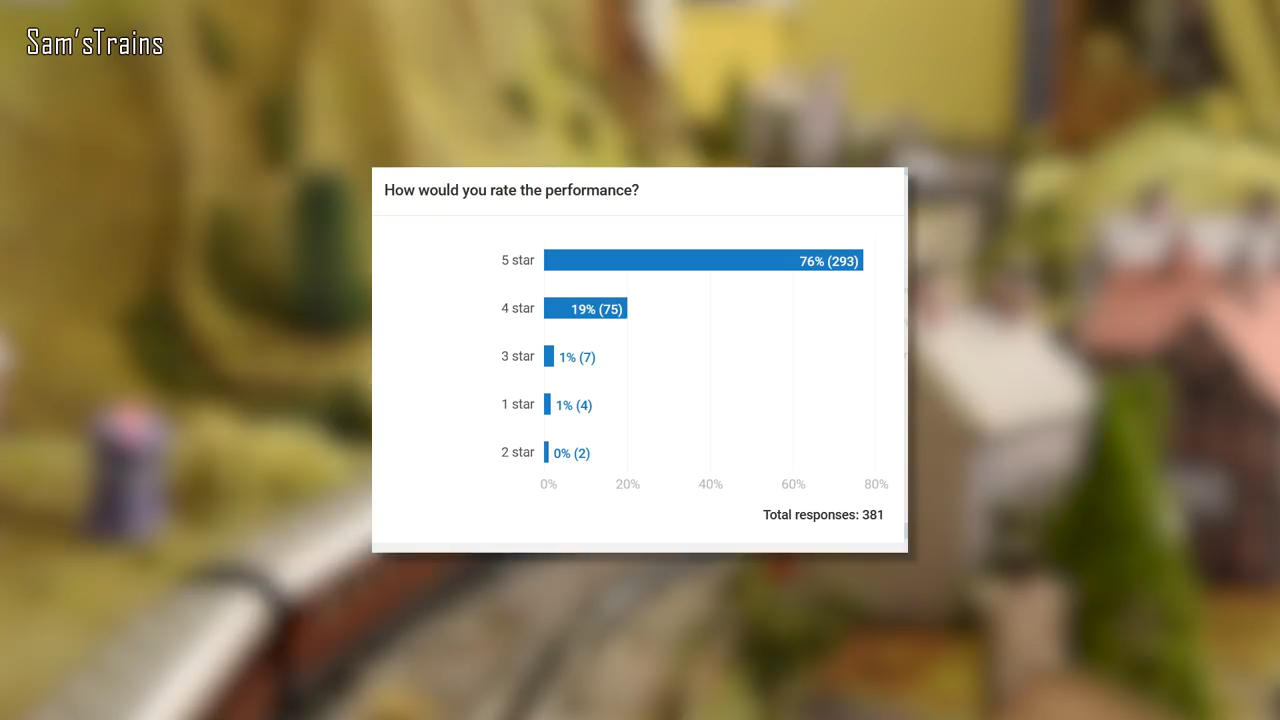 Sam'sTrains
How would you rate the performance?
5 star 76% (293)
4 star 19% (75)
3 star 1% (7)
1 star 1% (4)
2 star 0% (2)
0% 20% 40% 60% 80%
Total responses: 381